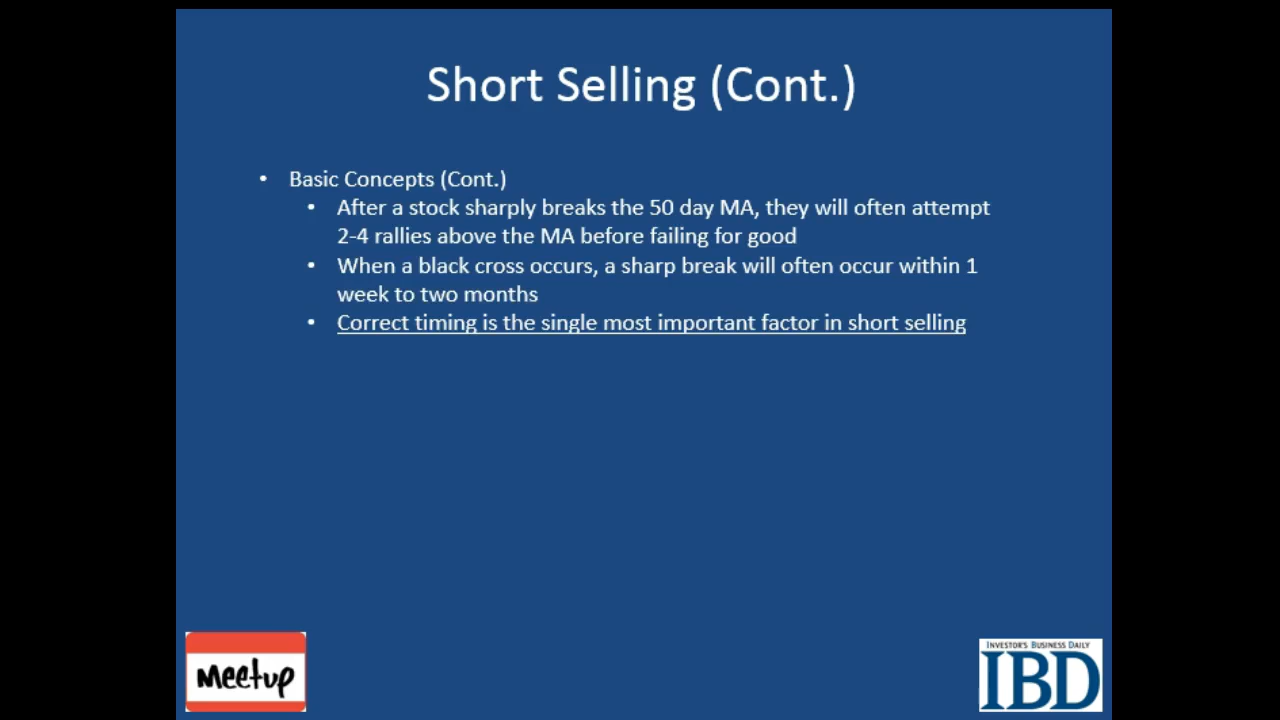 Short Selling (Cont.)
• Basic Concepts (Cont.)
• After a stock sharply breaks the 50 day MA, they will often attempt
2-4 rallies above the MA before failing for good
• When a black cross occurs, a sharp break will often occur within 1
week to two months
• Correct timing is the single most important factor in short selling
Meetup
INVESTOR'S BUSINESS DAILY
IBD